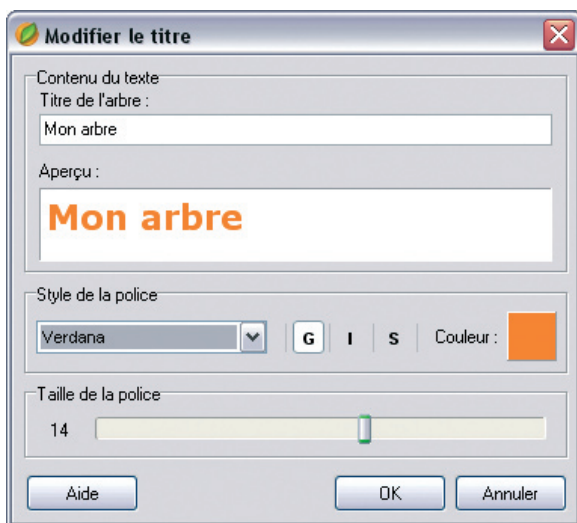 Modifier le titre
Contenu du texte
Titre de l'arbre :
Mon arbre
Aperçu :
Mon arbre
Style de la police
Verdana G I S Couleur :
Taille de la police
14
Aide OK Annuler